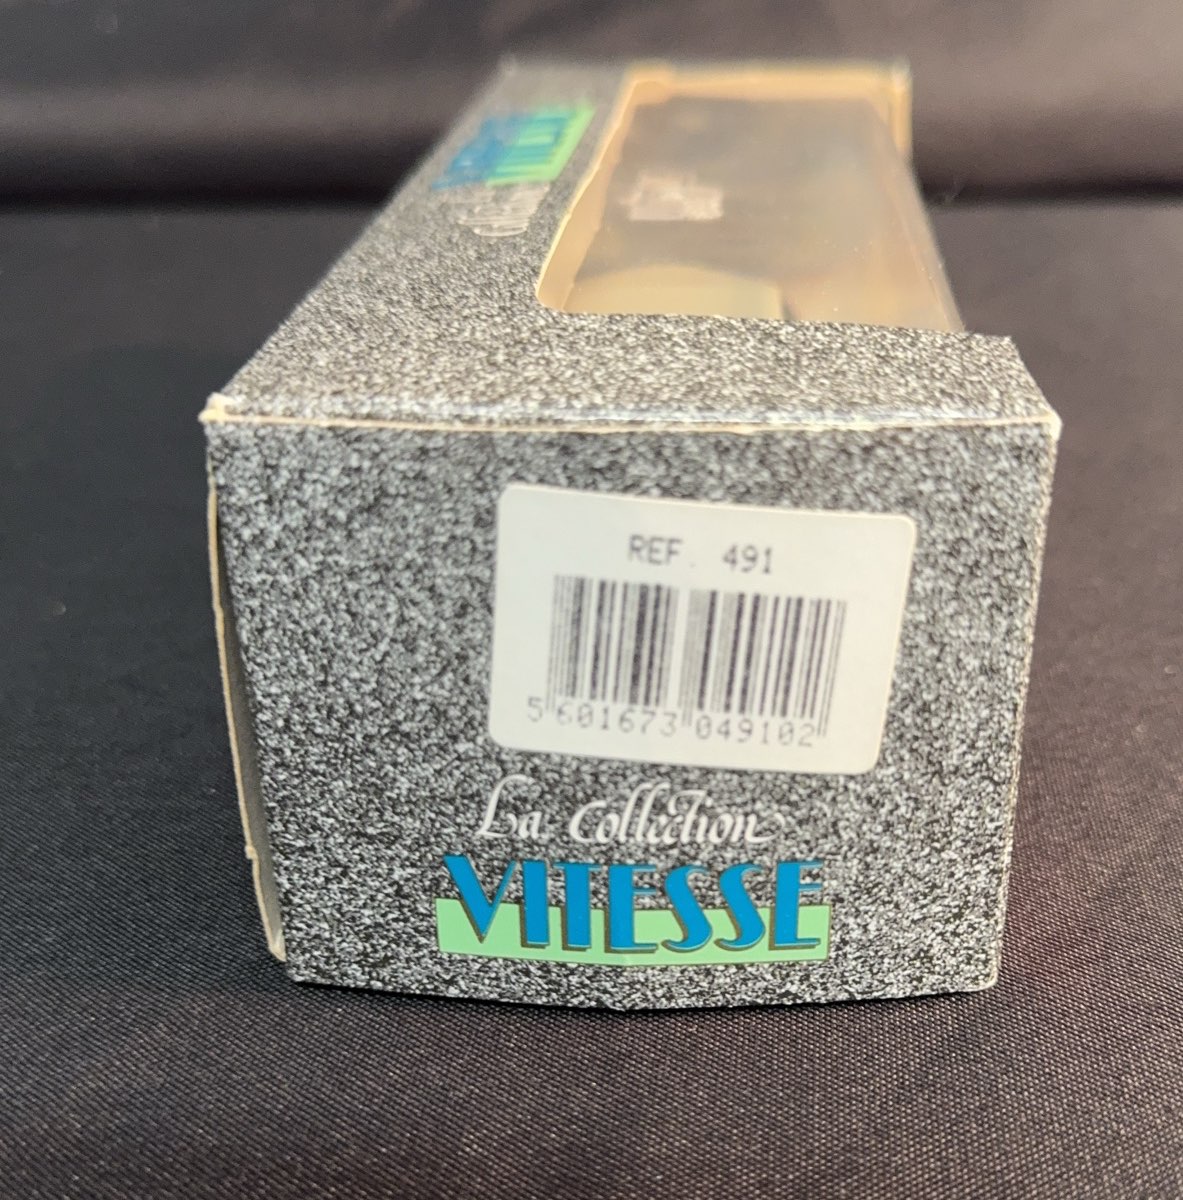 REF. 491
5 601673 049102
La Collection
VITESSE